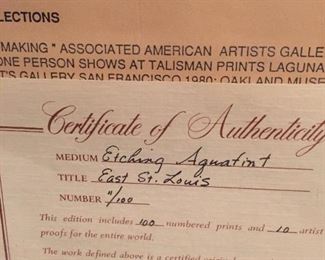 LECTIONS
MAKING " ASSOCIATED AMERICAN ARTISTS GALLE
ONE PERSON SHOWS AT TALISMAN PRINTS LAGUNA
T'S GALLERY SAN FRANCISCO 1980: OAKLAND MUSE
Certificate of Authenticity
MEDIUM Etching Aquatint
TITLE East St. Louis
NUMBER /100
This edition includes 100 numbered prints and 10 artist
proofs for the entire world.
The work defined above is a certified